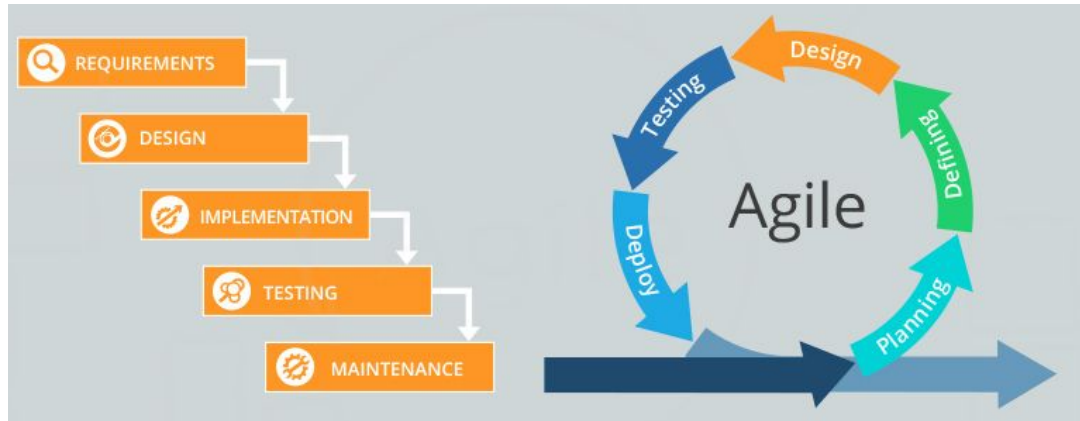 REQUIREMENTS
DESIGN
IMPLEMENTATION
TESTING
MAINTENANCE
Agile
Planning
Defining
Design
Testing
Deploy